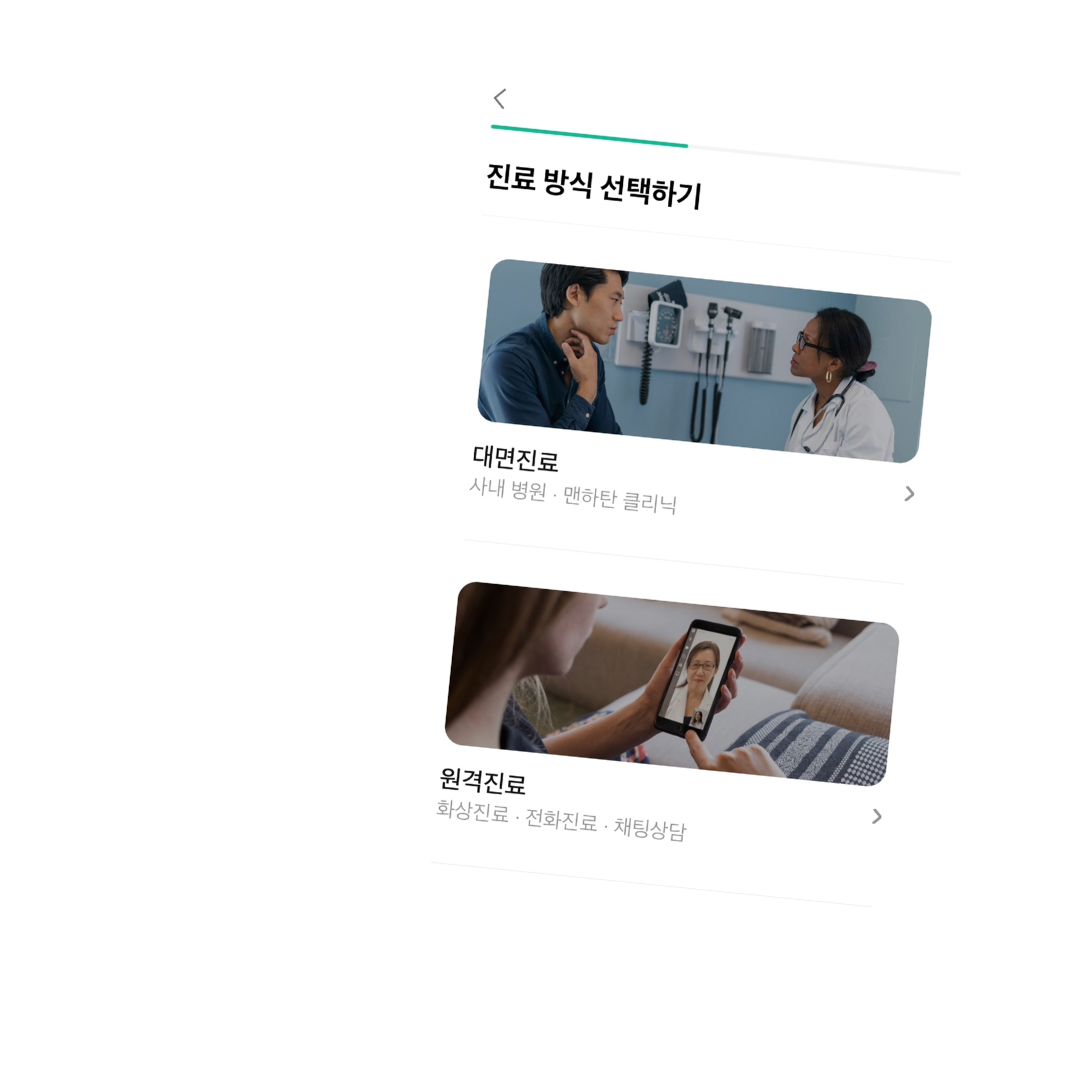 진료 방식 선택하기
대면진료
사내 병원 · 맨하탄 클리닉
원격진료
화상진료 · 전화진료 · 채팅상담